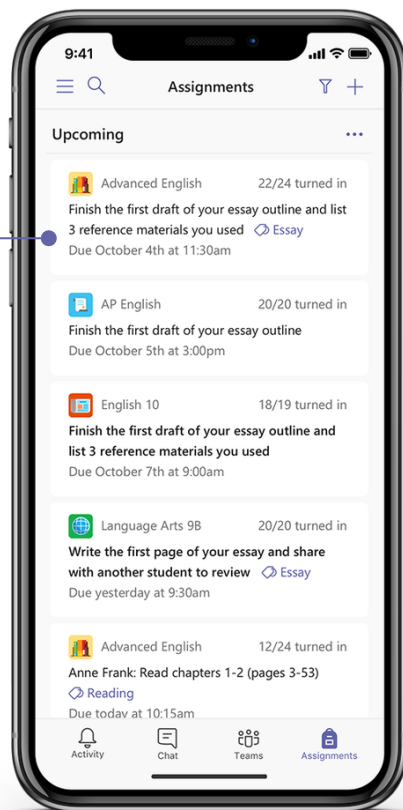 9:41
Assignments
Upcoming
Advanced English 22/24 turned in
Finish the first draft of your essay outline and list
3 reference materials you used Essay
Due October 4th at 11:30am
AP English 20/20 turned in
Finish the first draft of your essay outline
Due October 5th at 3:00pm
English 10 18/19 turned in
Finish the first draft of your essay outline and
list 3 reference materials you used
Due October 7th at 9:00am
Language Arts 9B 20/20 turned in
Write the first page of your essay and share
with another student to review Essay
Due yesterday at 9:30am
Advanced English 12/24 turned in
Anne Frank: Read chapters 1-2 (pages 3-53)
Reading
Due today at 10:15am
Activity Chat Teams Assignments